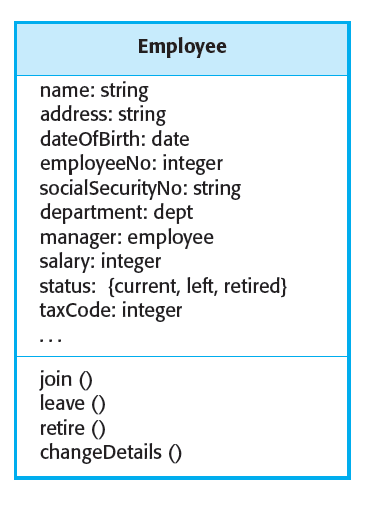 Employee
name: string
address: string
dateOfBirth: date
employeeNo: integer
socialSecurityNo: string
department: dept
manager: employee
salary: integer
status: {current, left, retired}
taxCode: integer
. . .
join ()
leave ()
retire ()
changeDetails ()